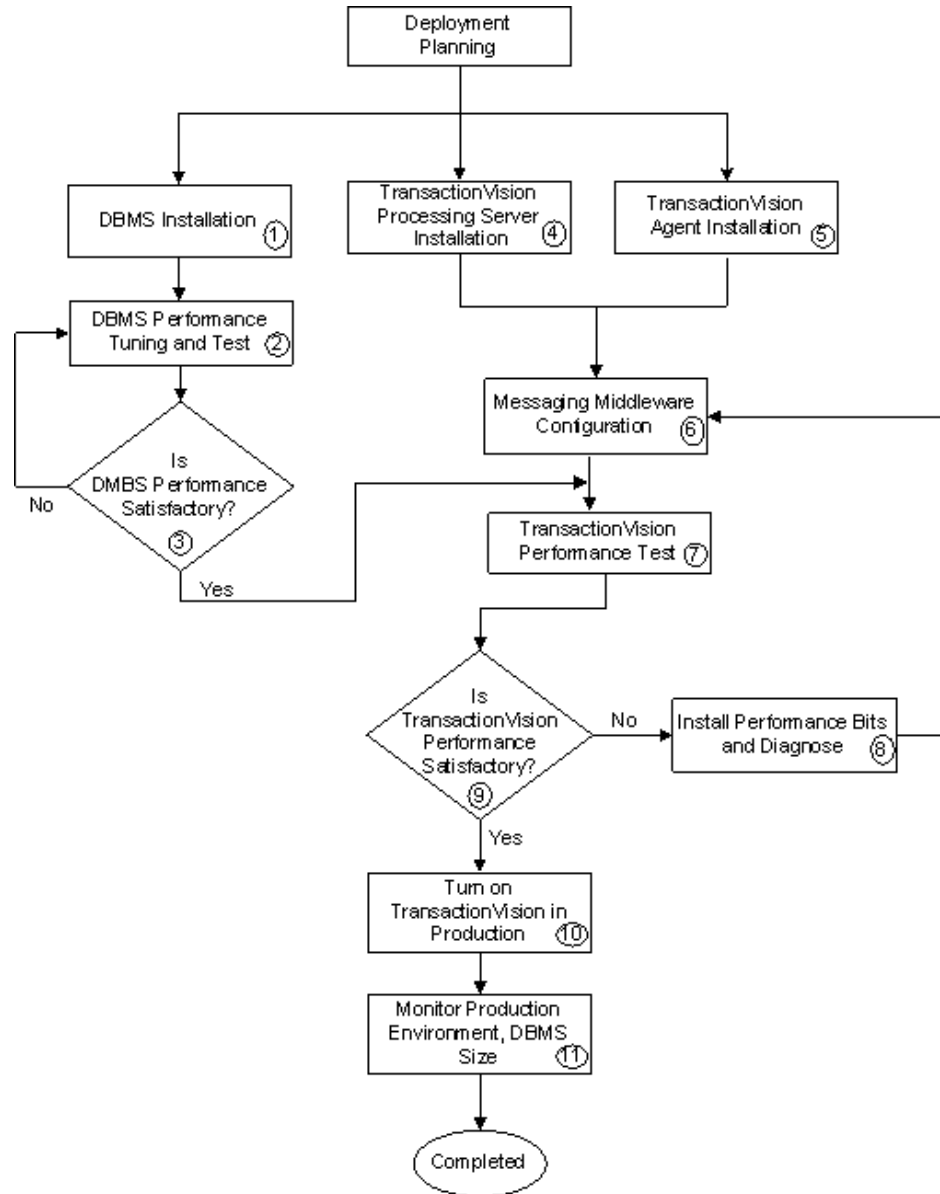 Deployment
Planning
DBMS Installation
1
TransactionVision
Processing Server
Installation
4
TransactionVision
Agent Installation
5
DBMS Performance
Tuning and Test
2
Messaging Middleware
Configuration
6
Is
DMBS Performance
Satisfactory?
3
No
Yes
TransactionVision
Performance Test
7
Is
TransactionVision
Performance
Satisfactory?
9
No
Install Performance Bits
and Diagnose
8
Yes
Turn on
TransactionVision in
Production
10
Monitor Production
Environment, DBMS
Size
11
Completed